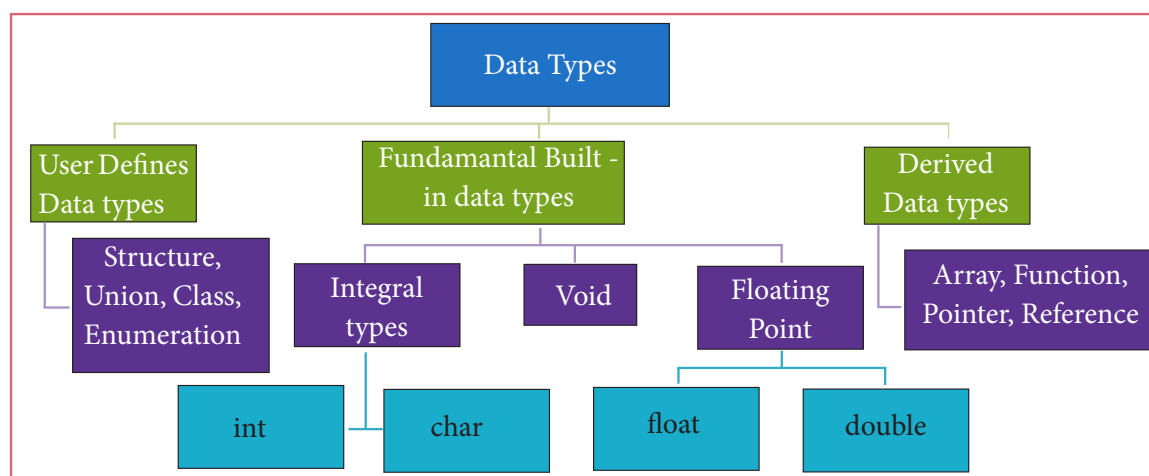 Data Types
User Defines
Data types
Fundamantal Built -
in data types
Derived
Data types
Structure,
Union, Class,
Enumeration
Integral
types
Void
Floating
Point
Array, Function,
Pointer, Reference
int
char
float
double